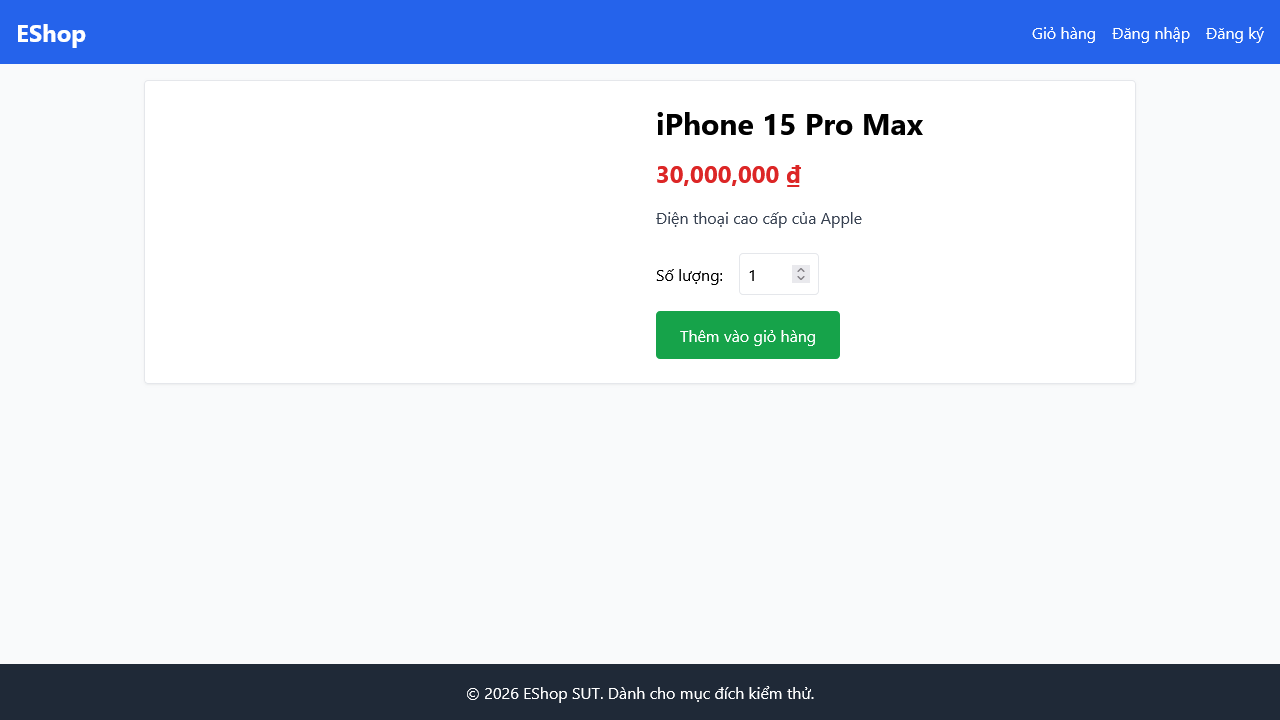 EShop
Giỏ hàng
Đăng nhập
Đăng ký
iPhone 15 Pro Max
30,000,000 ₫
Điện thoại cao cấp của Apple
Số lượng:
1
Thêm vào giỏ hàng
© 2026 EShop SUT. Dành cho mục đích kiểm thử.